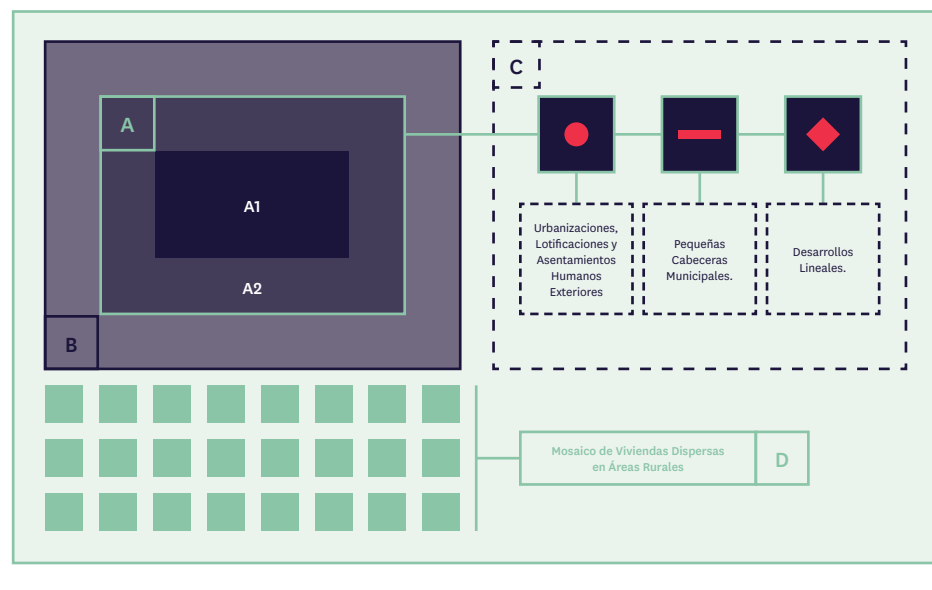 A
A1
A2
B
C
Urbanizaciones,
Lotificaciones y
Asentamientos
Humanos
Exteriores
Pequeñas
Cabeceras
Municipales.
Desarrollos
Lineales.
Mosaico de Viviendas Dispersas
en Áreas Rurales
D